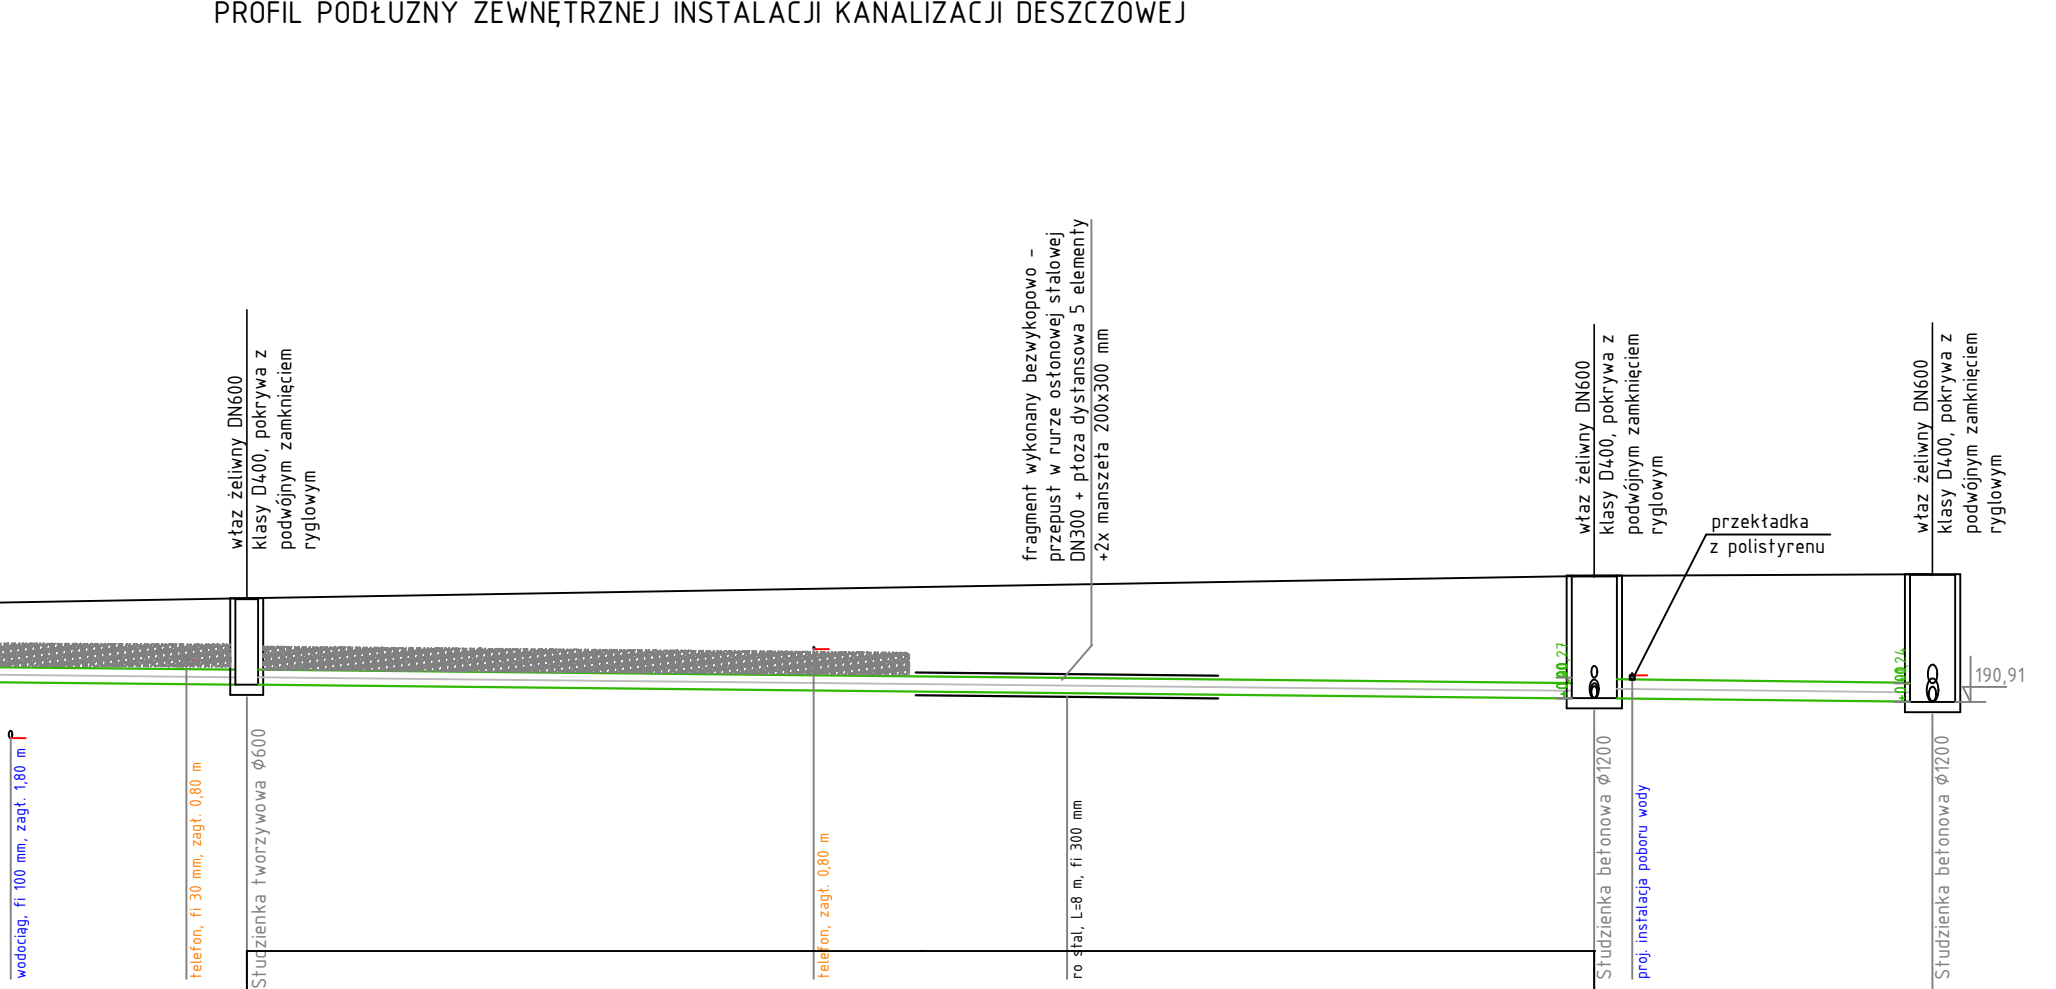 PROFIL PODŁUŻNY ZEWNĘTRZNEJ INSTALACJI KANALIZACJI DESZCZOWEJ
właz żeliwny DN600
klasy D400, pokrywa z
podwójnym zamknięciem
ryglowym
fragment wykonany bezwykopowo -
przepust w rurze osłonowej stalowej
DN300 + płoza dystansowa 5 elementy
+2x manszeta 200x300 mm
właz żeliwny DN600
klasy D400, pokrywa z
podwójnym zamknięciem
ryglowym
właz żeliwny DN600
klasy D400, pokrywa z
podwójnym zamknięciem
ryglowym
przekładka
z polistyrenu
190,91
wodociąg, fi 100 mm, zagł. 1,80 m
telefon, fi 30 mm, zagł. 0,80 m
Studzienka tworzywowa ϕ600
telefon, zagł. 0,80 m
ro stal, L=8 m, fi 300 mm
Studzienka betonowa ϕ1200
proj. instalacja poboru wody
Studzienka betonowa ϕ1200